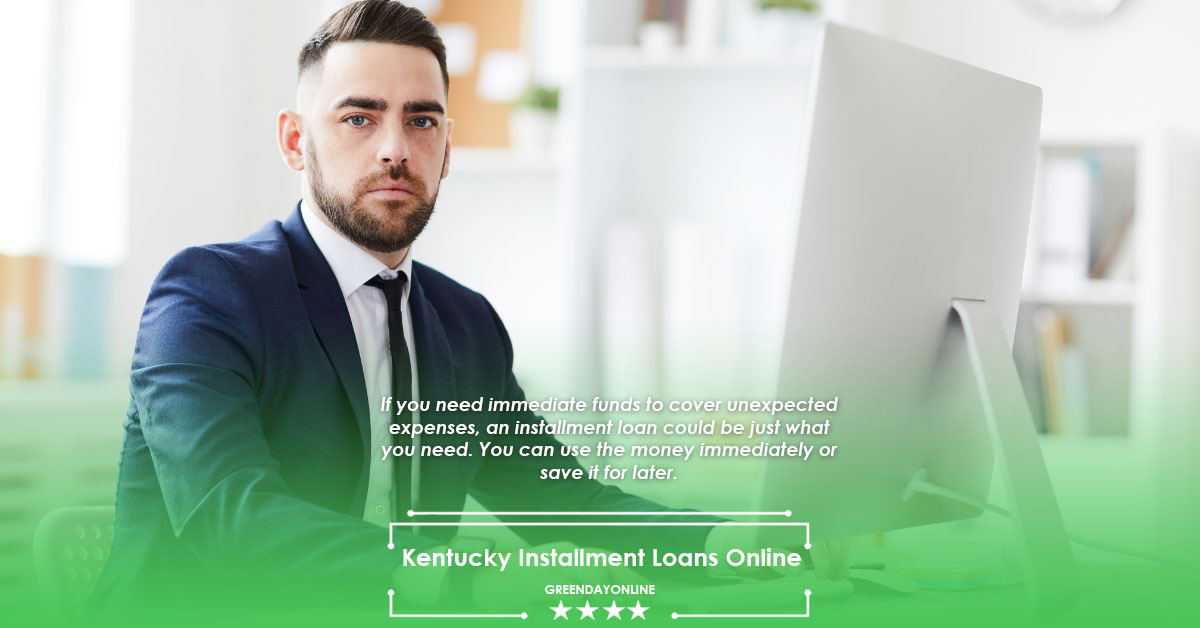 If you need immediate funds to cover unexpected
expenses, an installment loan could be just what
you need. You can use the money immediately or
save it for later.
Kentucky Installment Loans Online
GREENDAYONLINE